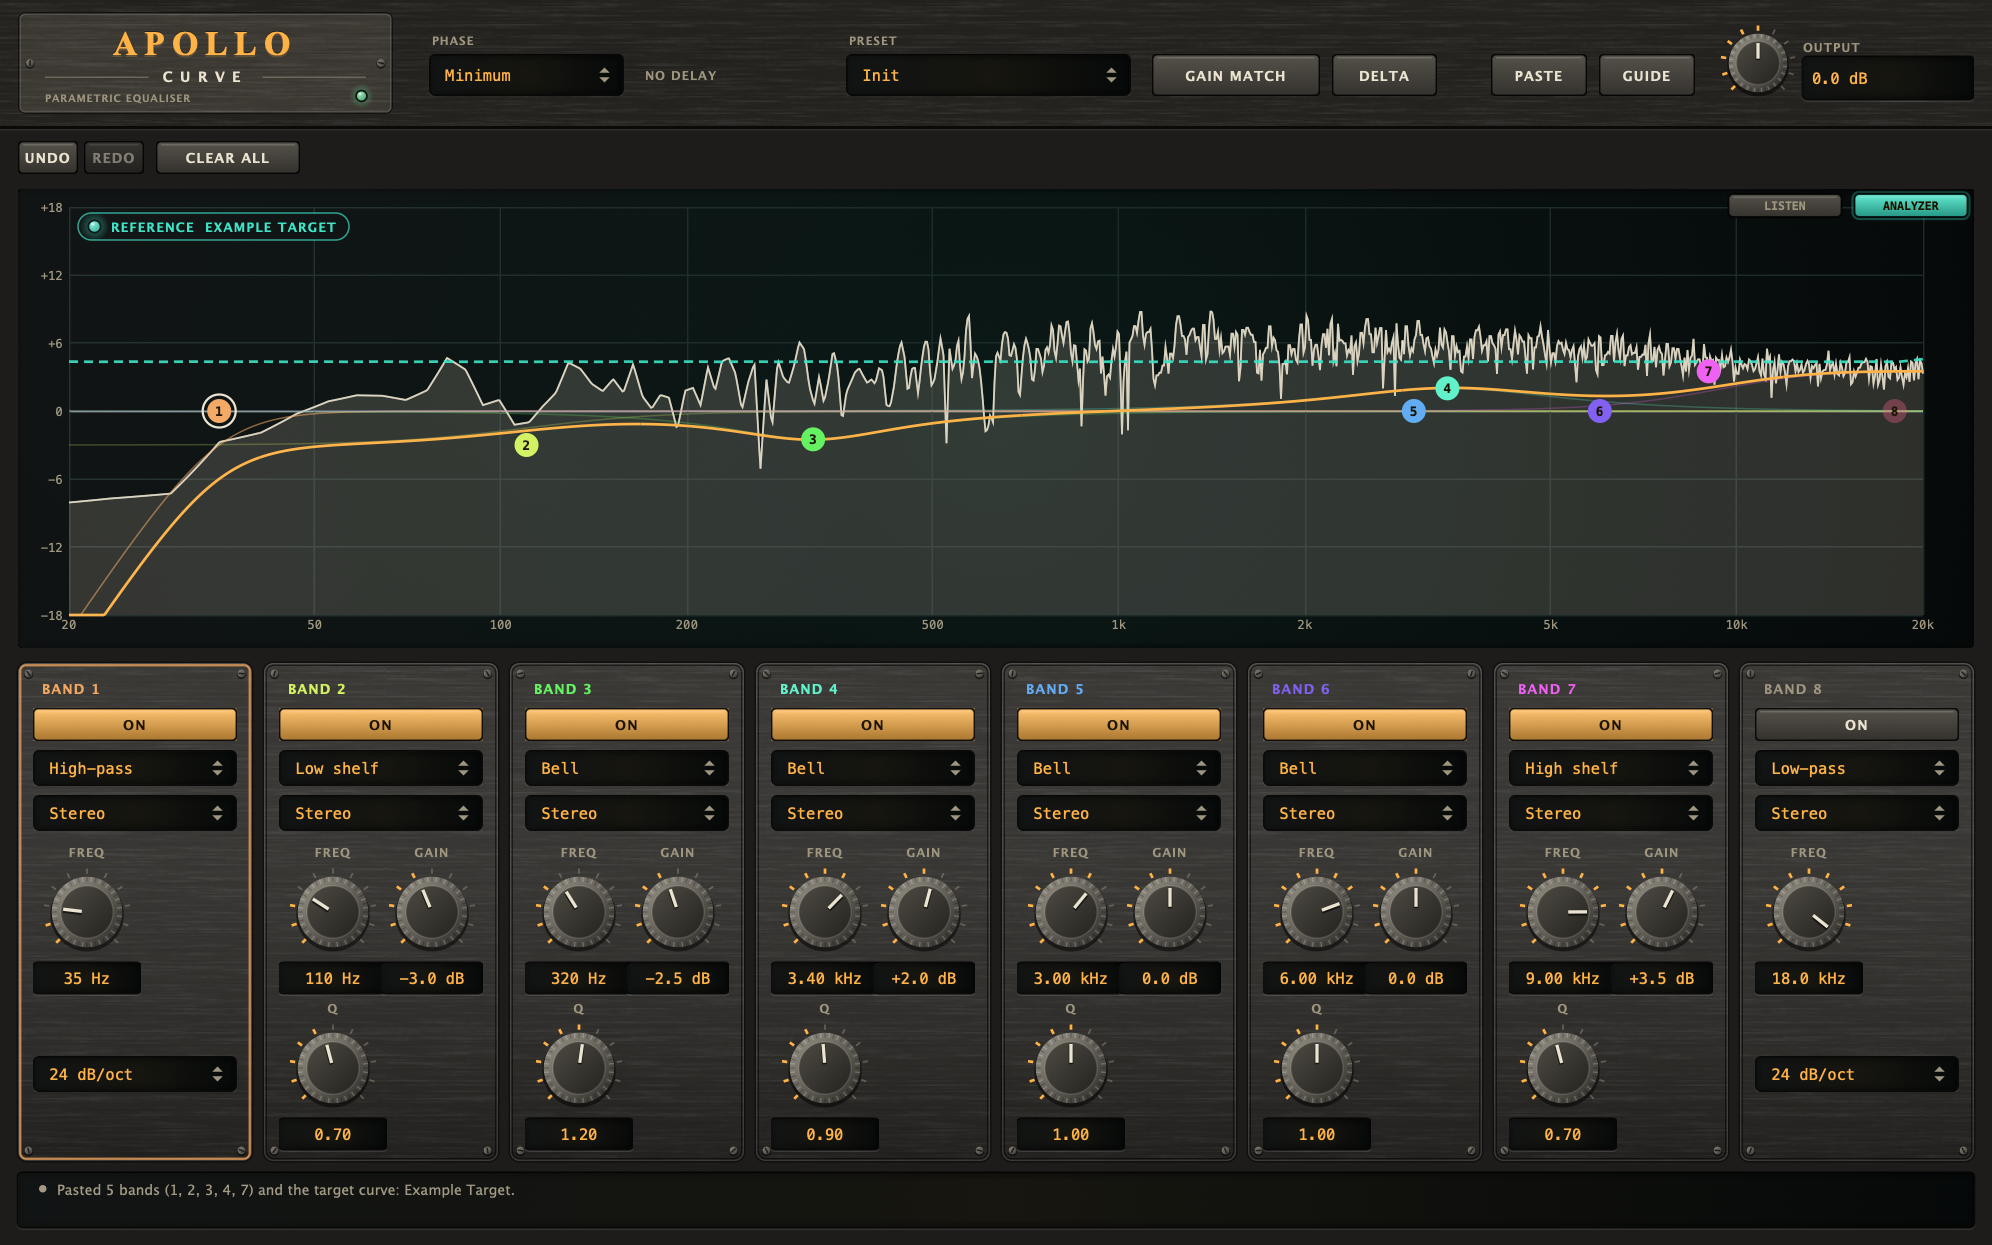 APOLLO
CURVE
PARAMETRIC EQUALISER
PHASE
Minimum
NO DELAY
PRESET
Init
GAIN MATCH
DELTA
PASTE
GUIDE
OUTPUT
0.0 dB
UNDO
REDO
CLEAR ALL
REFERENCE EXAMPLE TARGET
LISTEN
ANALYZER
+18
+12
+6
0
−6
−12
−18
1
2
3
4
5
6
7
8
20
50
100
200
500
1k
2k
5k
10k
20k
BAND 1
ON
High-pass
Stereo
FREQ
35 Hz
24 dB/oct
BAND 2
ON
Low shelf
Stereo
FREQ GAIN
110 Hz −3.0 dB
Q
0.70
BAND 3
ON
Bell
Stereo
FREQ GAIN
320 Hz −2.5 dB
Q
1.20
BAND 4
ON
Bell
Stereo
FREQ GAIN
3.40 kHz +2.0 dB
Q
0.90
BAND 5
ON
Bell
Stereo
FREQ GAIN
3.00 kHz 0.0 dB
Q
1.00
BAND 6
ON
Bell
Stereo
FREQ GAIN
6.00 kHz 0.0 dB
Q
1.00
BAND 7
ON
High shelf
Stereo
FREQ GAIN
9.00 kHz +3.5 dB
Q
0.70
BAND 8
ON
Low-pass
Stereo
FREQ
18.0 kHz
24 dB/oct
Pasted 5 bands (1, 2, 3, 4, 7) and the target curve: Example Target.